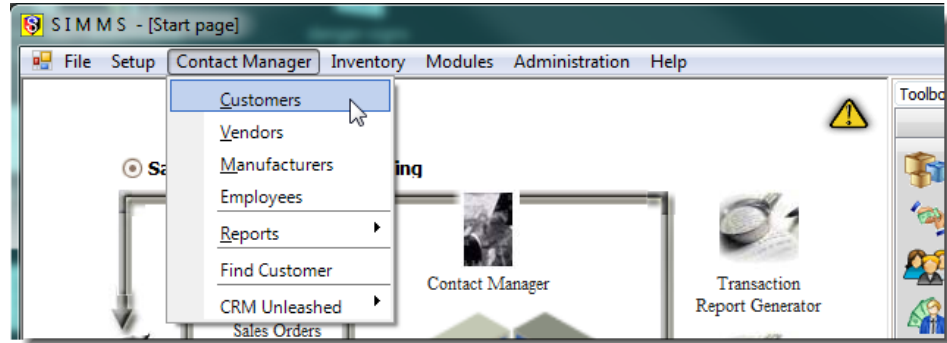 S I M M S - [Start page]
File Setup Contact Manager Inventory Modules Administration Help
Customers
Vendors
Manufacturers
Employees
Reports
Find Customer
CRM Unleashed
Contact Manager
Transaction
Report Generator
Sales Orders